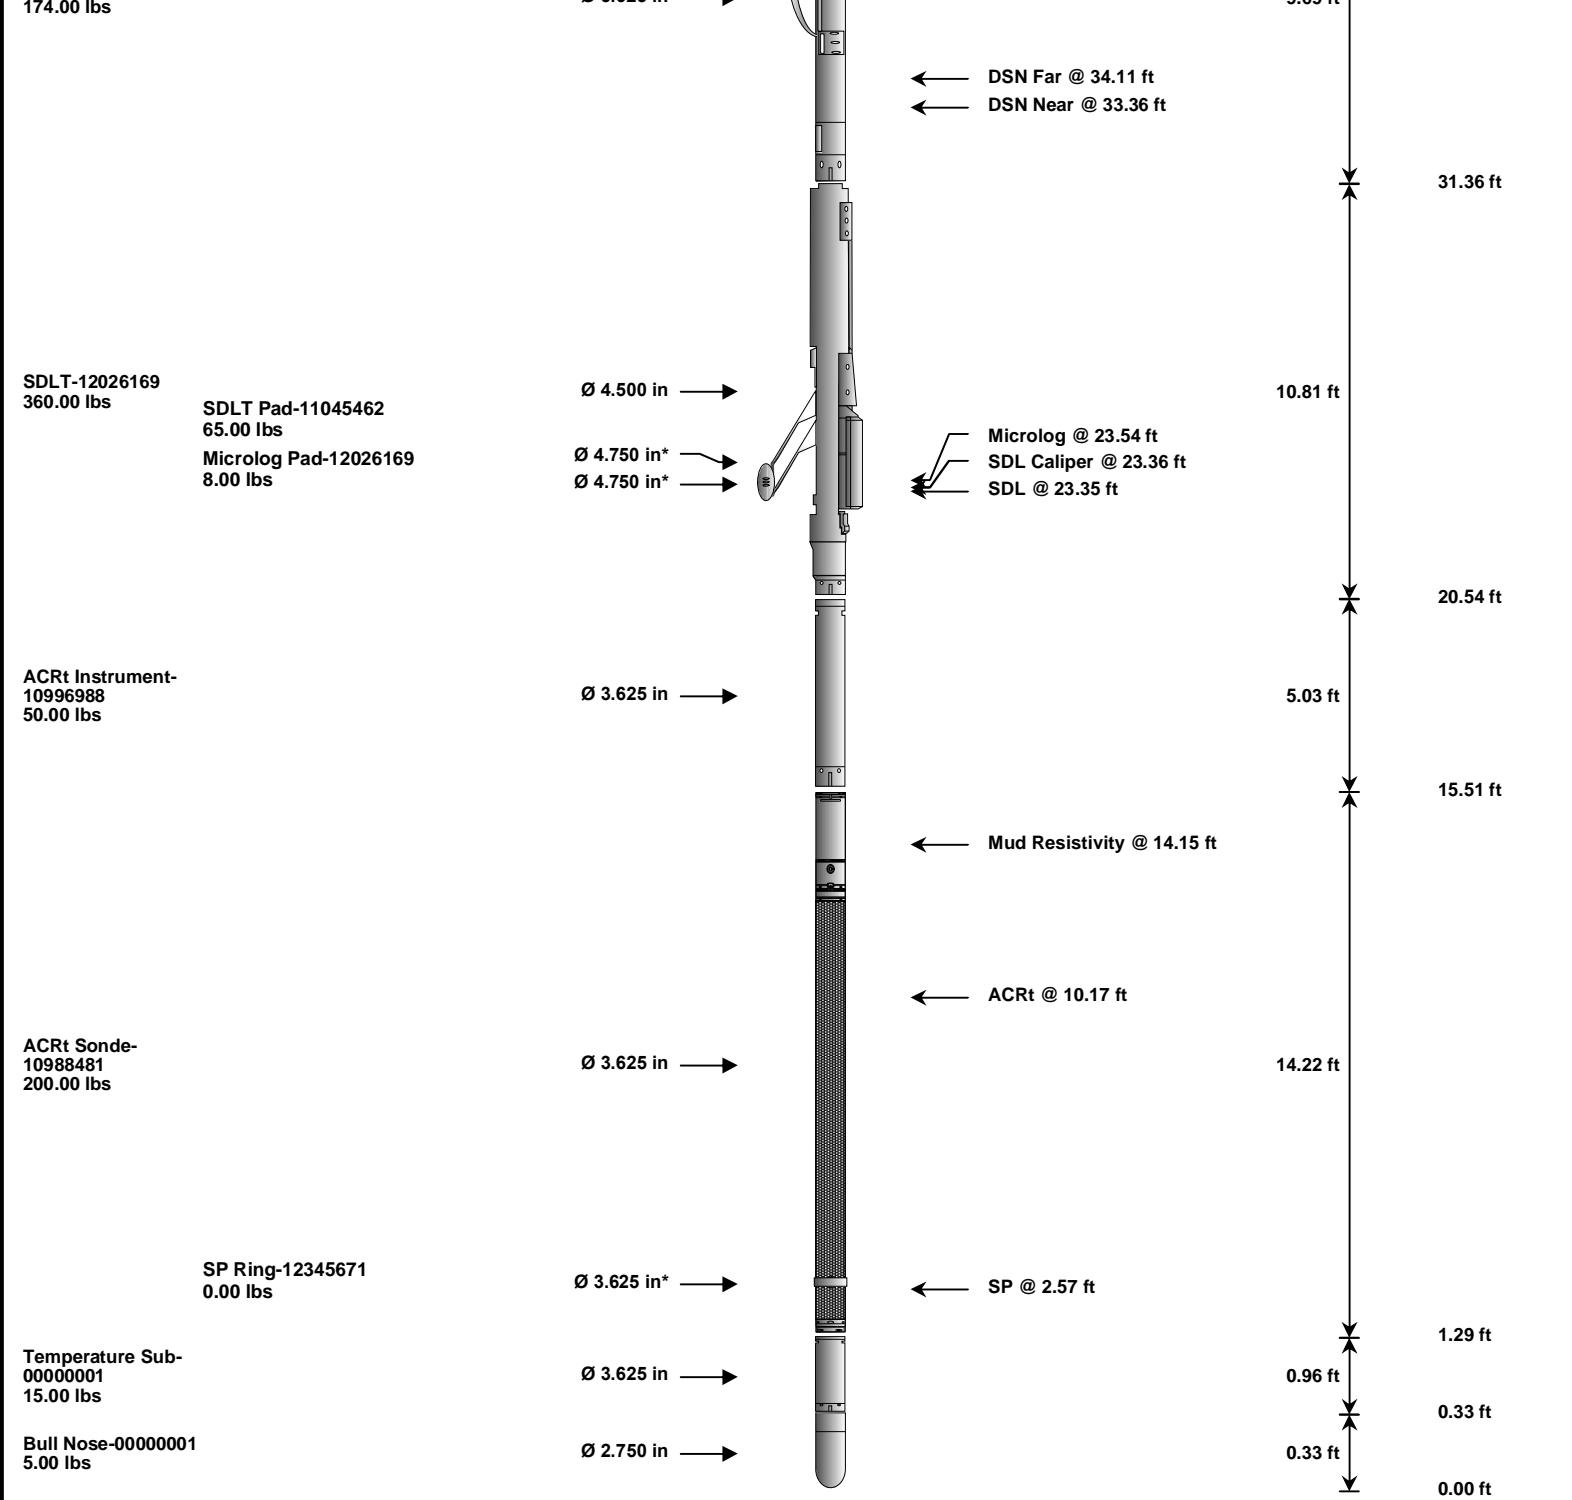 174.00 lbs
DSN Far @ 34.11 ft
DSN Near @ 33.36 ft
31.36 ft
SDLT-12026169
360.00 lbs
SDLT Pad-11045462
65.00 lbs
Microlog Pad-12026169
8.00 lbs
Ø 4.500 in
Ø 4.750 in*
Ø 4.750 in*
Microlog @ 23.54 ft
SDL Caliper @ 23.36 ft
SDL @ 23.35 ft
10.81 ft
20.54 ft
ACRt Instrument-
10996988
50.00 lbs
Ø 3.625 in
5.03 ft
15.51 ft
Mud Resistivity @ 14.15 ft
ACRt @ 10.17 ft
ACRt Sonde-
10988481
200.00 lbs
Ø 3.625 in
14.22 ft
SP Ring-12345671
0.00 lbs
Ø 3.625 in*
SP @ 2.57 ft
1.29 ft
Temperature Sub-
00000001
15.00 lbs
Ø 3.625 in
0.96 ft
0.33 ft
Bull Nose-00000001
5.00 lbs
Ø 2.750 in
0.33 ft
0.00 ft